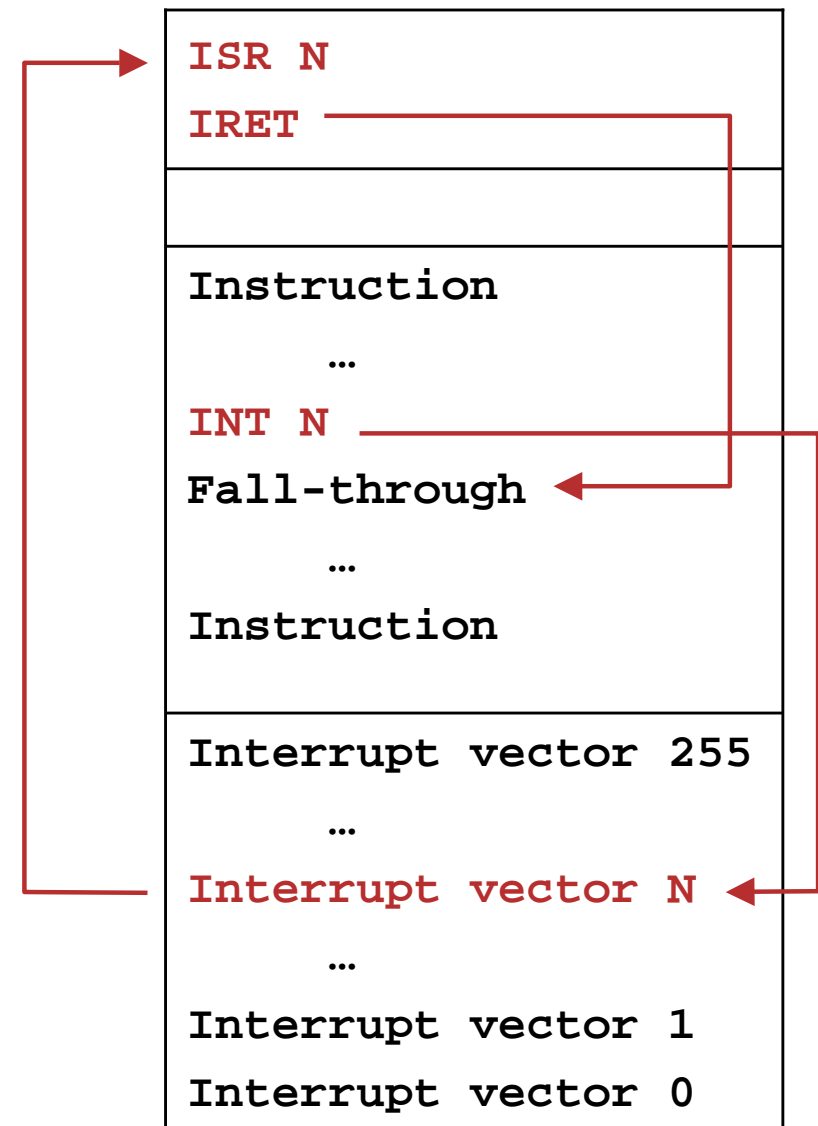 ISR N
IRET
Instruction
…
INT N
Fall-through
…
Instruction
Interrupt vector 255
…
Interrupt vector N
…
Interrupt vector 1
Interrupt vector 0